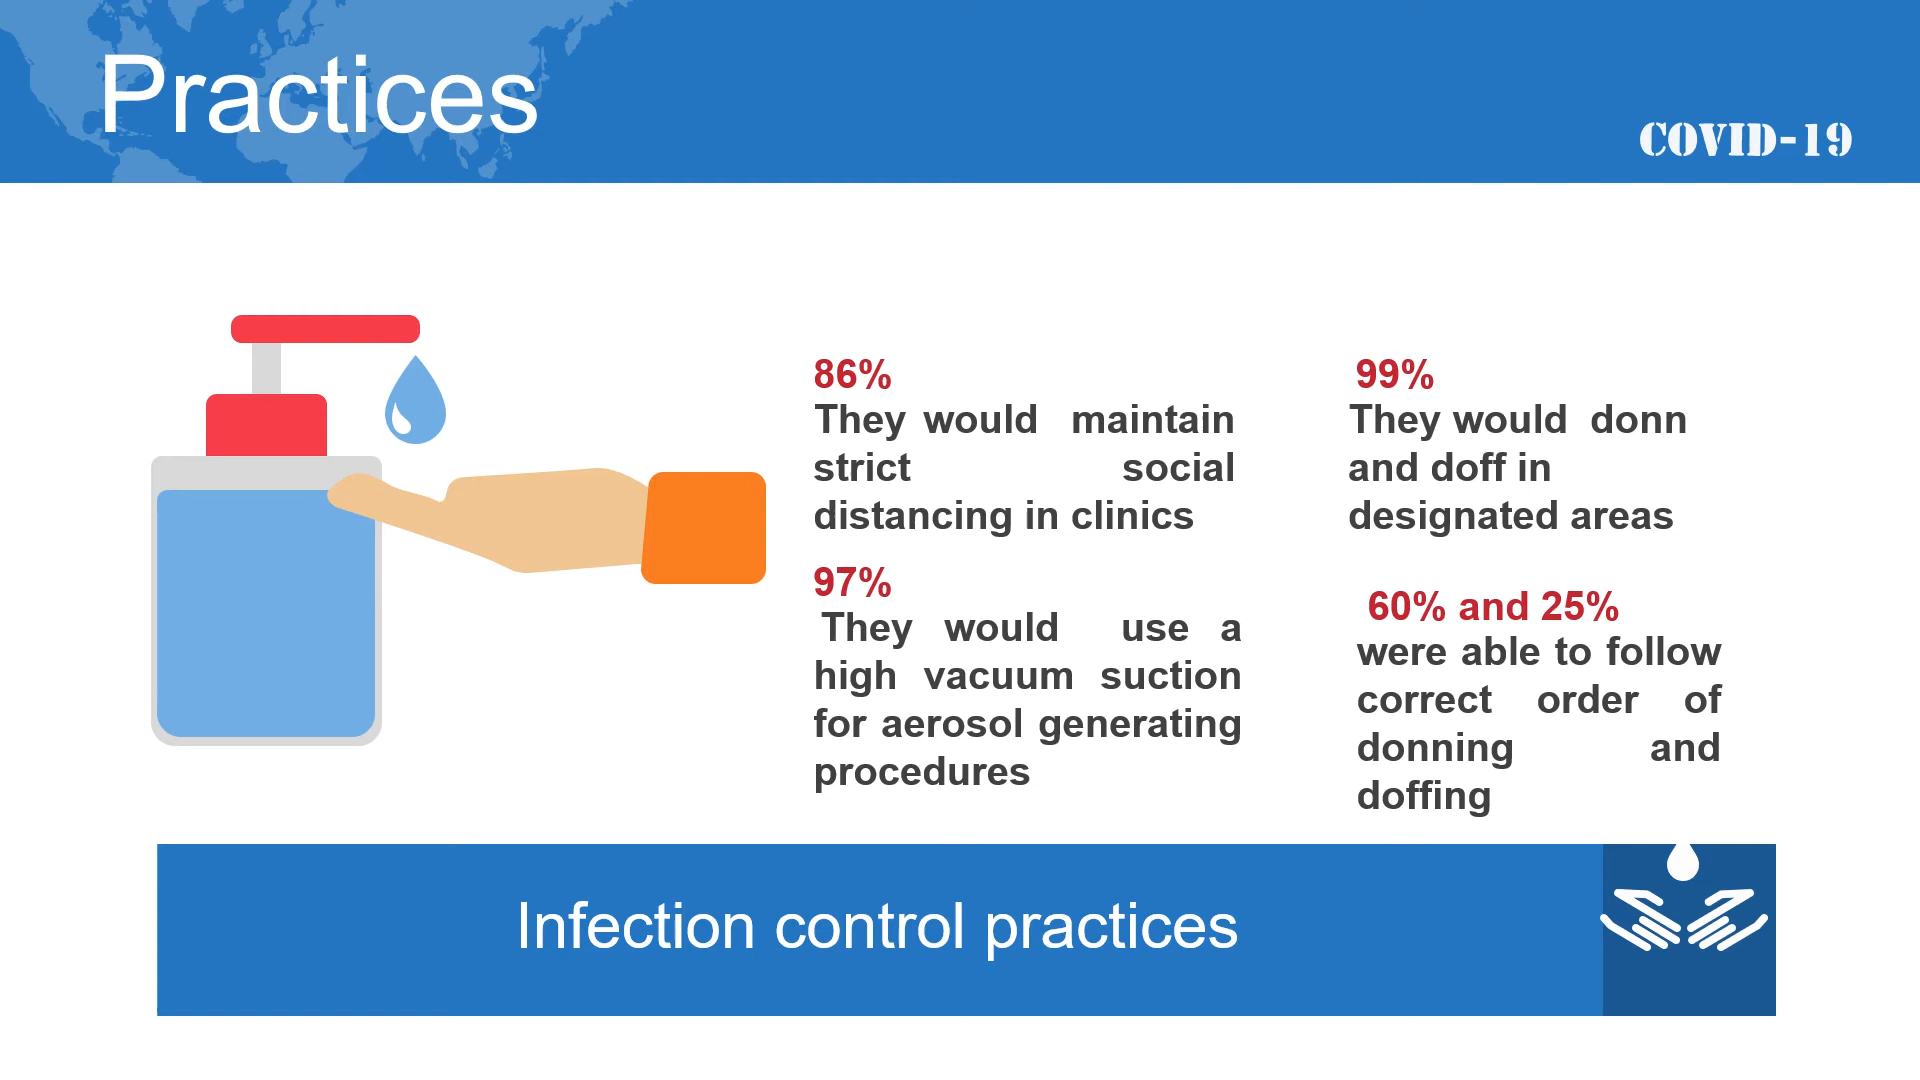 Practices
COVID-19
86%
They would maintain
strict social
distancing in clinics
97%
They would use a
high vacuum suction
for aerosol generating
procedures
99%
They would donn
and doff in
designated areas
60% and 25%
were able to follow
correct order of
donning and
doffing
Infection control practices